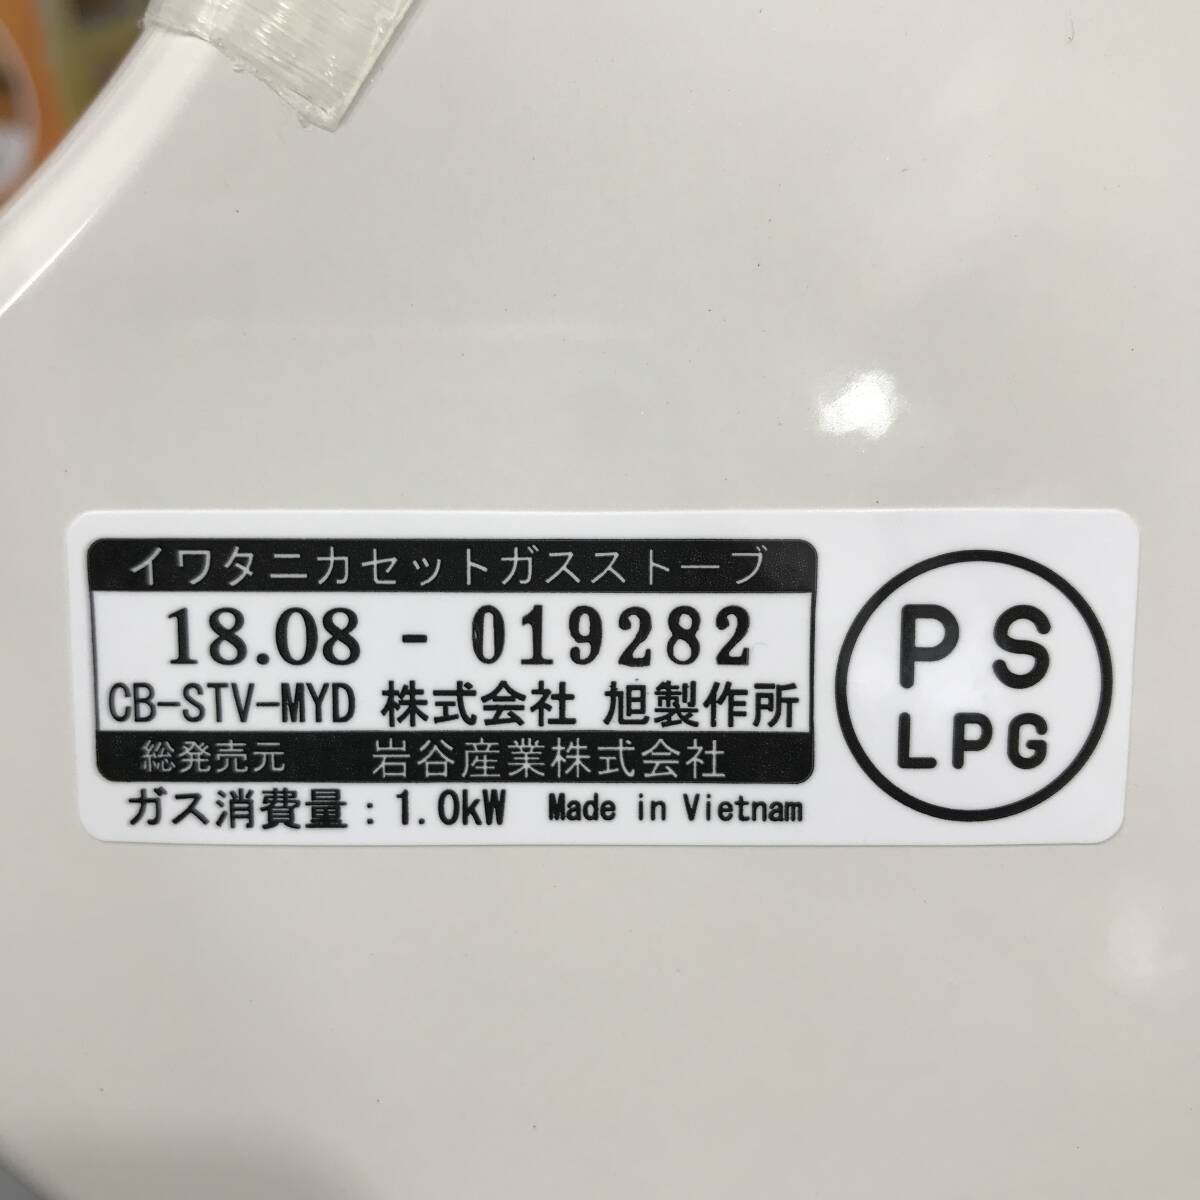 イワタニカセットガスストーブ
18.08 - 019282
CB-STV-MYD 株式会社 旭製作所
総発売元 岩谷産業株式会社
ガス消費量：1.0kW Made in Vietnam
PS
LPG